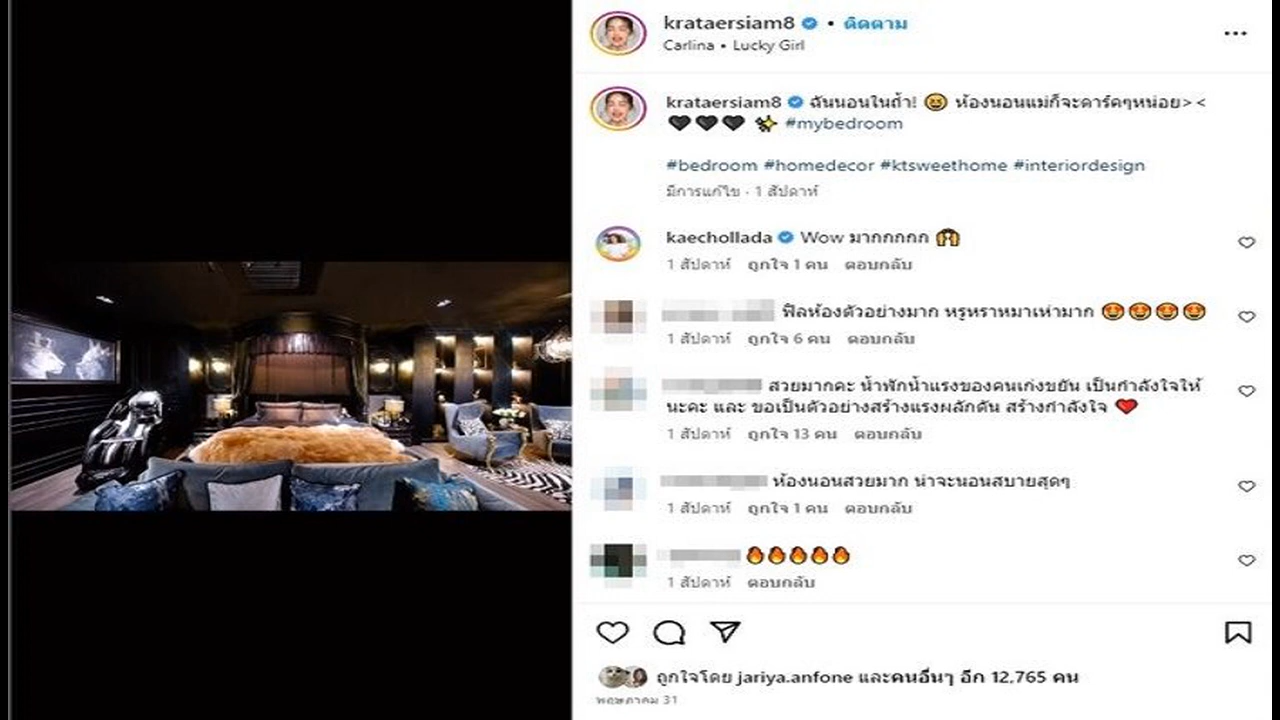 krataersiam8 • ติดตาม
Carlina • Lucky Girl
krataersiam8 ฉันนอนในถ้ำ! 😆 ห้องนอนแม่ก็จะดาร์คๆหน่อย> <
🖤🖤🖤 ✨ #mybedroom
#bedroom #homedecor #ktsweethome #interiordesign
มีการแก้ไข · 1 สัปดาห์
kaechollada Wow มากกกกก 🙌
1 สัปดาห์ ถูกใจ 1 คน ตอบกลับ
ฟิลห้องตัวอย่างมาก หรูหราหมาเห่ามาก 🤩🤩🤩🤩
1 สัปดาห์ ถูกใจ 6 คน ตอบกลับ
สวยมากคะ น้ำพักน้ำแรงของคนเก่งขยัน เป็นกำลังใจให้
นะคะ และ ขอเป็นตัวอย่างสร้างแรงผลักดัน สร้างกำลังใจ ❤️
1 สัปดาห์ ถูกใจ 13 คน ตอบกลับ
ห้องนอนสวยมาก น่าจะนอนสบายสุดๆ
1 สัปดาห์ ถูกใจ 1 คน ตอบกลับ
🔥🔥🔥🔥🔥
1 สัปดาห์ ตอบกลับ
ถูกใจโดย jariya.anfone และคนอื่นๆ อีก 12,765 คน
พฤษภาคม 31